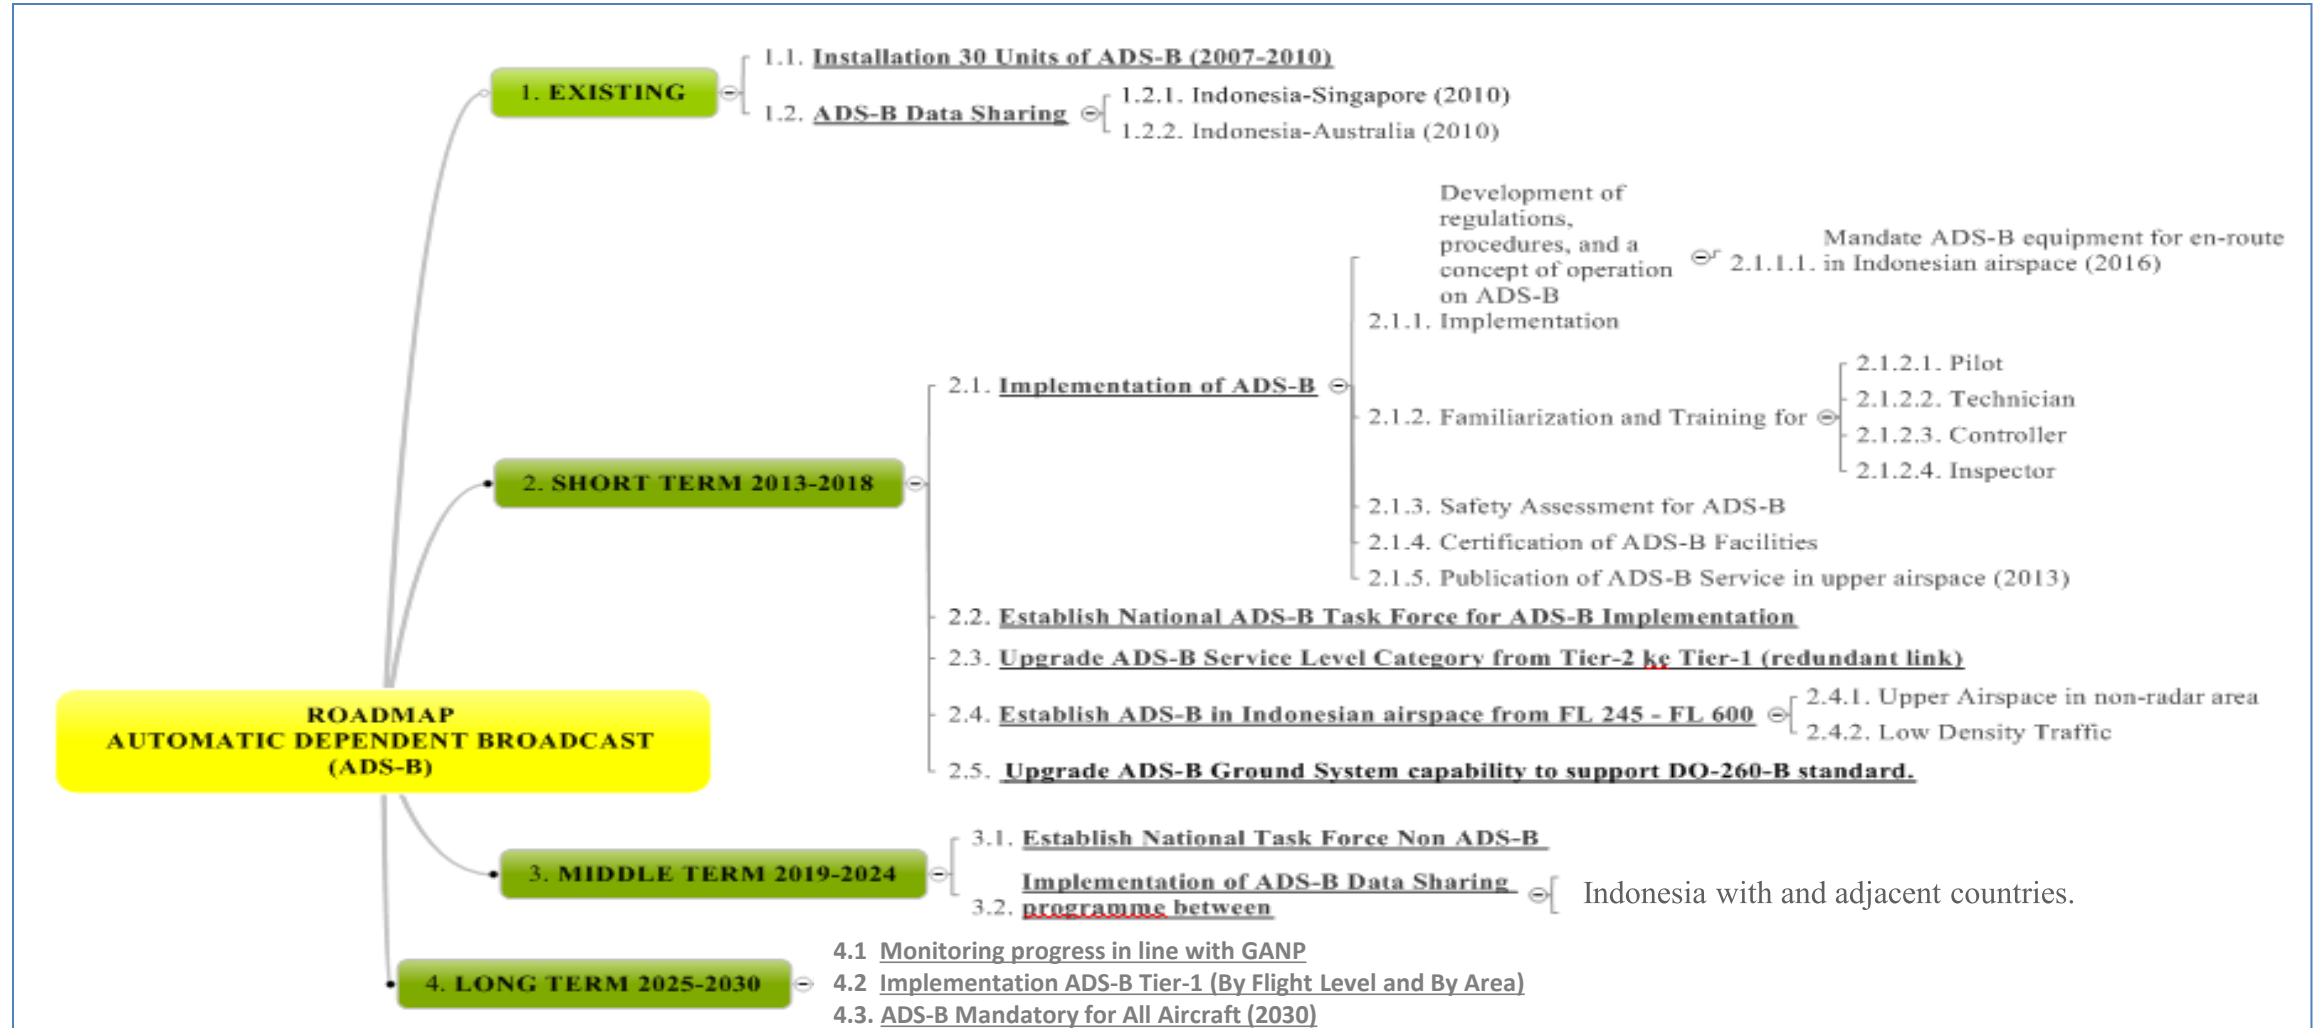 1. EXISTING
1.1. Installation 30 Units of ADS-B (2007-2010)
1.2. ADS-B Data Sharing
1.2.1. Indonesia-Singapore (2010)
1.2.2. Indonesia-Australia (2010)
2. SHORT TERM 2013-2018
2.1. Implementation of ADS-B
Development of
regulations,
procedures, and a
concept of operation
on ADS-B
2.1.1. Implementation
Mandate ADS-B equipment for en-route
2.1.1.1. in Indonesian airspace (2016)
2.1.2. Familiarization and Training for
2.1.2.1. Pilot
2.1.2.2. Technician
2.1.2.3. Controller
2.1.2.4. Inspector
2.1.3. Safety Assessment for ADS-B
2.1.4. Certification of ADS-B Facilities
2.1.5. Publication of ADS-B Service in upper airspace (2013)
2.2. Establish National ADS-B Task Force for ADS-B Implementation
2.3. Upgrade ADS-B Service Level Category from Tier-2 ke Tier-1 (redundant link)
2.4. Establish ADS-B in Indonesian airspace from FL 245 - FL 600
2.4.1. Upper Airspace in non-radar area
2.4.2. Low Density Traffic
2.5. Upgrade ADS-B Ground System capability to support DO-260-B standard.
ROADMAP
AUTOMATIC DEPENDENT BROADCAST
(ADS-B)
3. MIDDLE TERM 2019-2024
3.1. Establish National Task Force Non ADS-B
Implementation of ADS-B Data Sharing
3.2. programme between
Indonesia with and adjacent countries.
4. LONG TERM 2025-2030
4.1 Monitoring progress in line with GANP
4.2 Implementation ADS-B Tier-1 (By Flight Level and By Area)
4.3. ADS-B Mandatory for All Aircraft (2030)